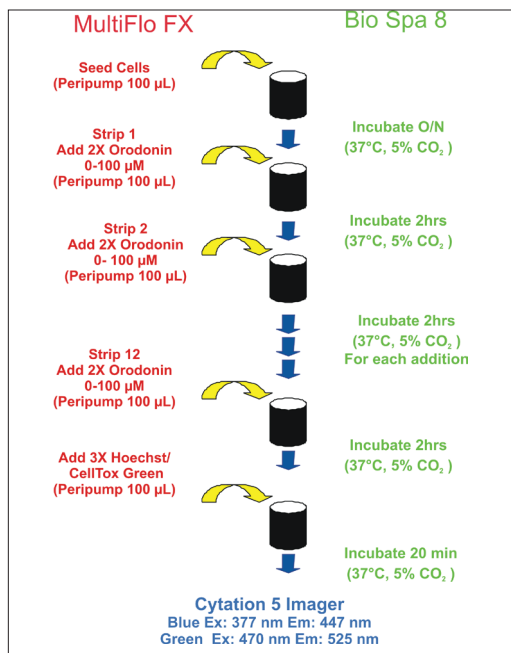 MultiFlo FX
Bio Spa 8
Seed Cells
(Peripump 100 µL)
Incubate O/N
(37°C, 5% CO₂ )
Strip 1
Add 2X Orodonin
0-100 µM
(Peripump 100 µL)
Incubate 2hrs
(37°C, 5% CO₂ )
Strip 2
Add 2X Orodonin
0- 100 µM
(Peripump 100 µL)
Incubate 2hrs
(37°C, 5% CO₂ )
For each addition
Strip 12
Add 2X Orodonin
0-100 µM
(Peripump 100 µL)
Incubate 2hrs
(37°C, 5% CO₂ )
Add 3X Hoechst/
CellTox Green
(Peripump 100 µL)
Incubate 20 min
(37°C, 5% CO₂ )
Cytation 5 Imager
Blue Ex: 377 nm Em: 447 nm
Green Ex: 470 nm Em: 525 nm